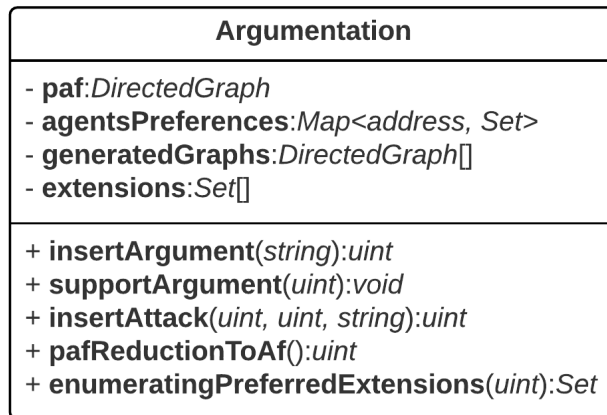 Argumentation
- paf:DirectedGraph
- agentsPreferences:Map<address, Set>
- generatedGraphs:DirectedGraph[]
- extensions:Set[]
+ insertArgument(string):uint
+ supportArgument(uint):void
+ insertAttack(uint, uint, string):uint
+ pafReductionToAf():uint
+ enumeratingPreferredExtensions(uint):Set